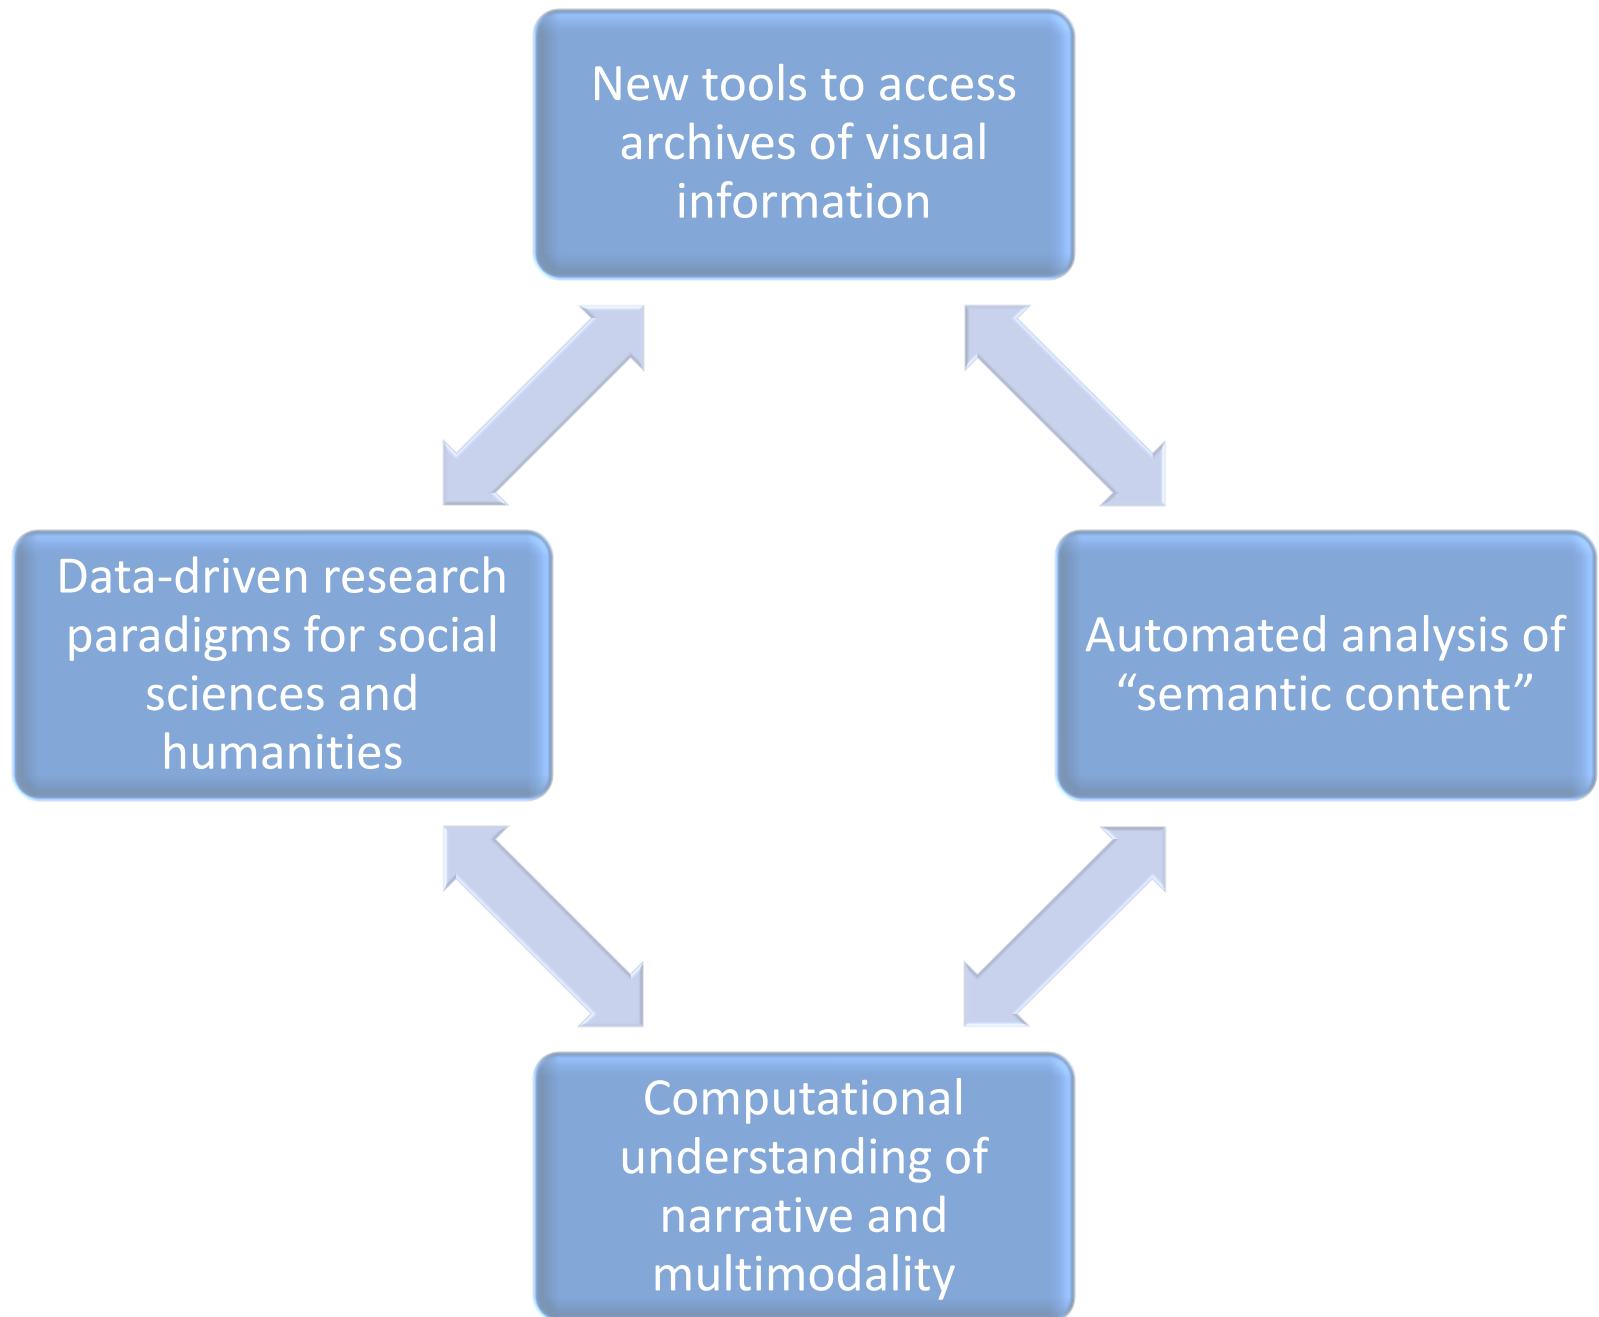 New tools to access
archives of visual
information
Data-driven research
paradigms for social
sciences and
humanities
Automated analysis of
“semantic content”
Computational
understanding of
narrative and
multimodality